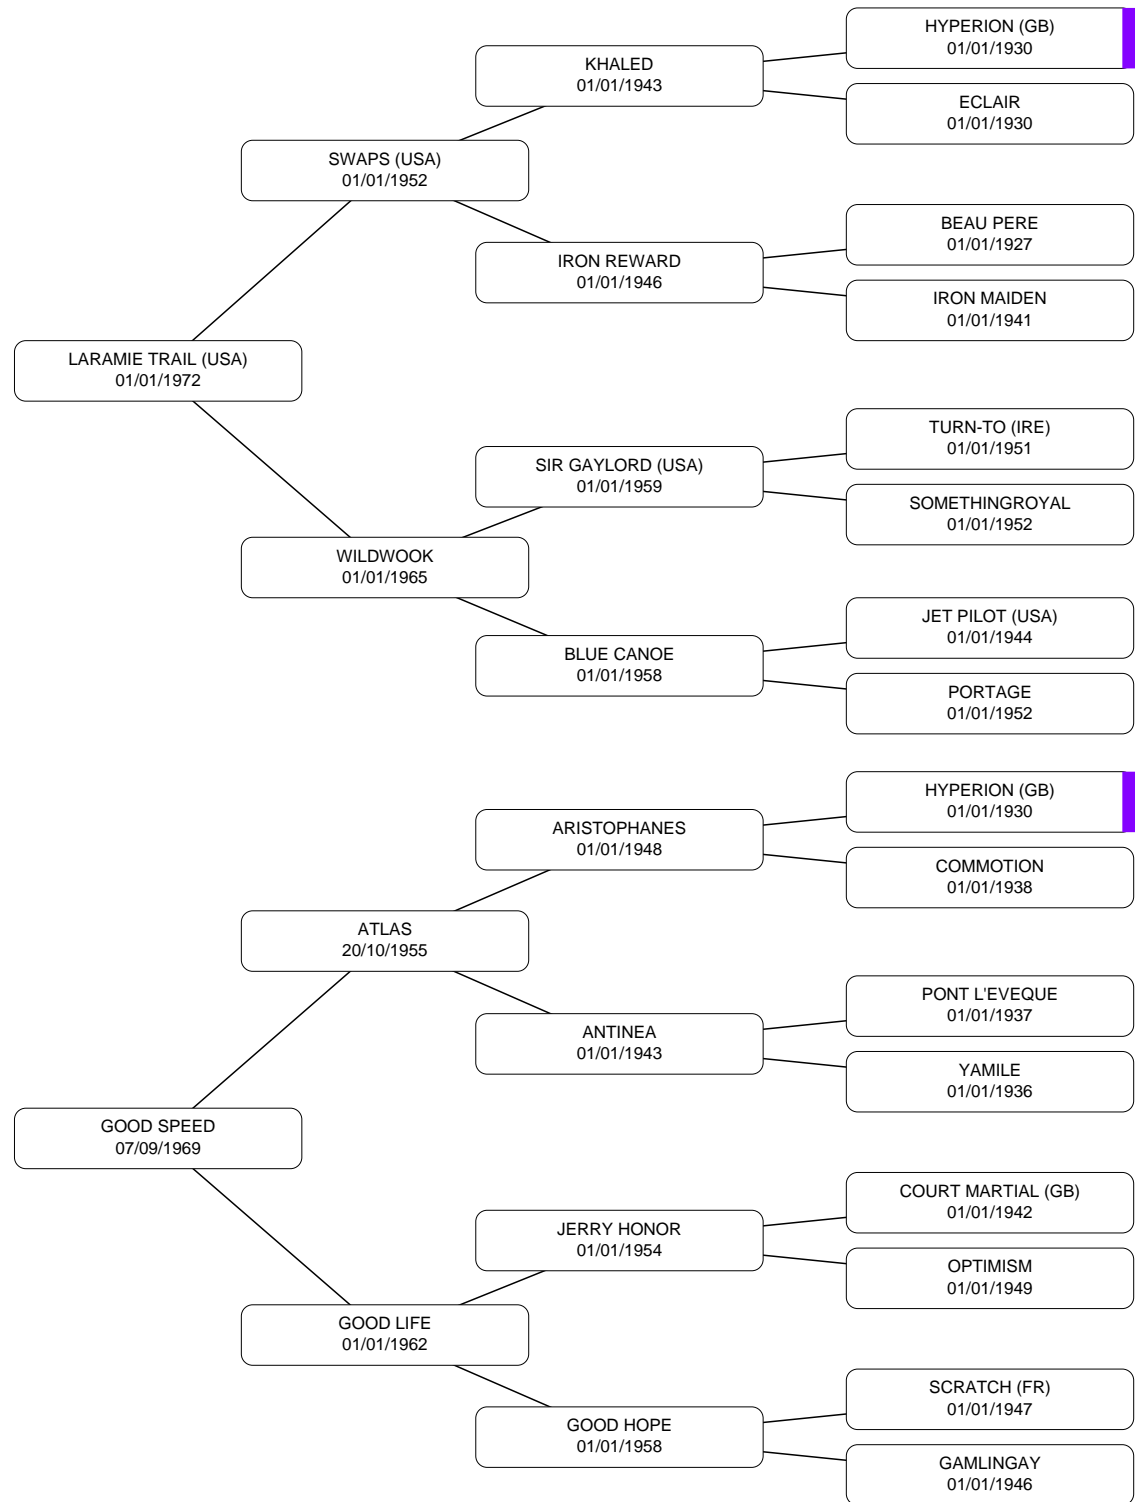 HYPERION (GB)
01/01/1930
KHALED
01/01/1943
ECLAIR
01/01/1930
SWAPS (USA)
01/01/1952
BEAU PERE
01/01/1927
IRON REWARD
01/01/1946
IRON MAIDEN
01/01/1941
LARAMIE TRAIL (USA)
01/01/1972
TURN-TO (IRE)
01/01/1951
SIR GAYLORD (USA)
01/01/1959
SOMETHINGROYAL
01/01/1952
WILDWOOK
01/01/1965
JET PILOT (USA)
01/01/1944
BLUE CANOE
01/01/1958
PORTAGE
01/01/1952
HYPERION (GB)
01/01/1930
ARISTOPHANES
01/01/1948
COMMOTION
01/01/1938
ATLAS
20/10/1955
PONT L'EVEQUE
01/01/1937
ANTINEA
01/01/1943
YAMILE
01/01/1936
GOOD SPEED
07/09/1969
COURT MARTIAL (GB)
01/01/1942
JERRY HONOR
01/01/1954
OPTIMISM
01/01/1949
GOOD LIFE
01/01/1962
SCRATCH (FR)
01/01/1947
GOOD HOPE
01/01/1958
GAMLINGAY
01/01/1946